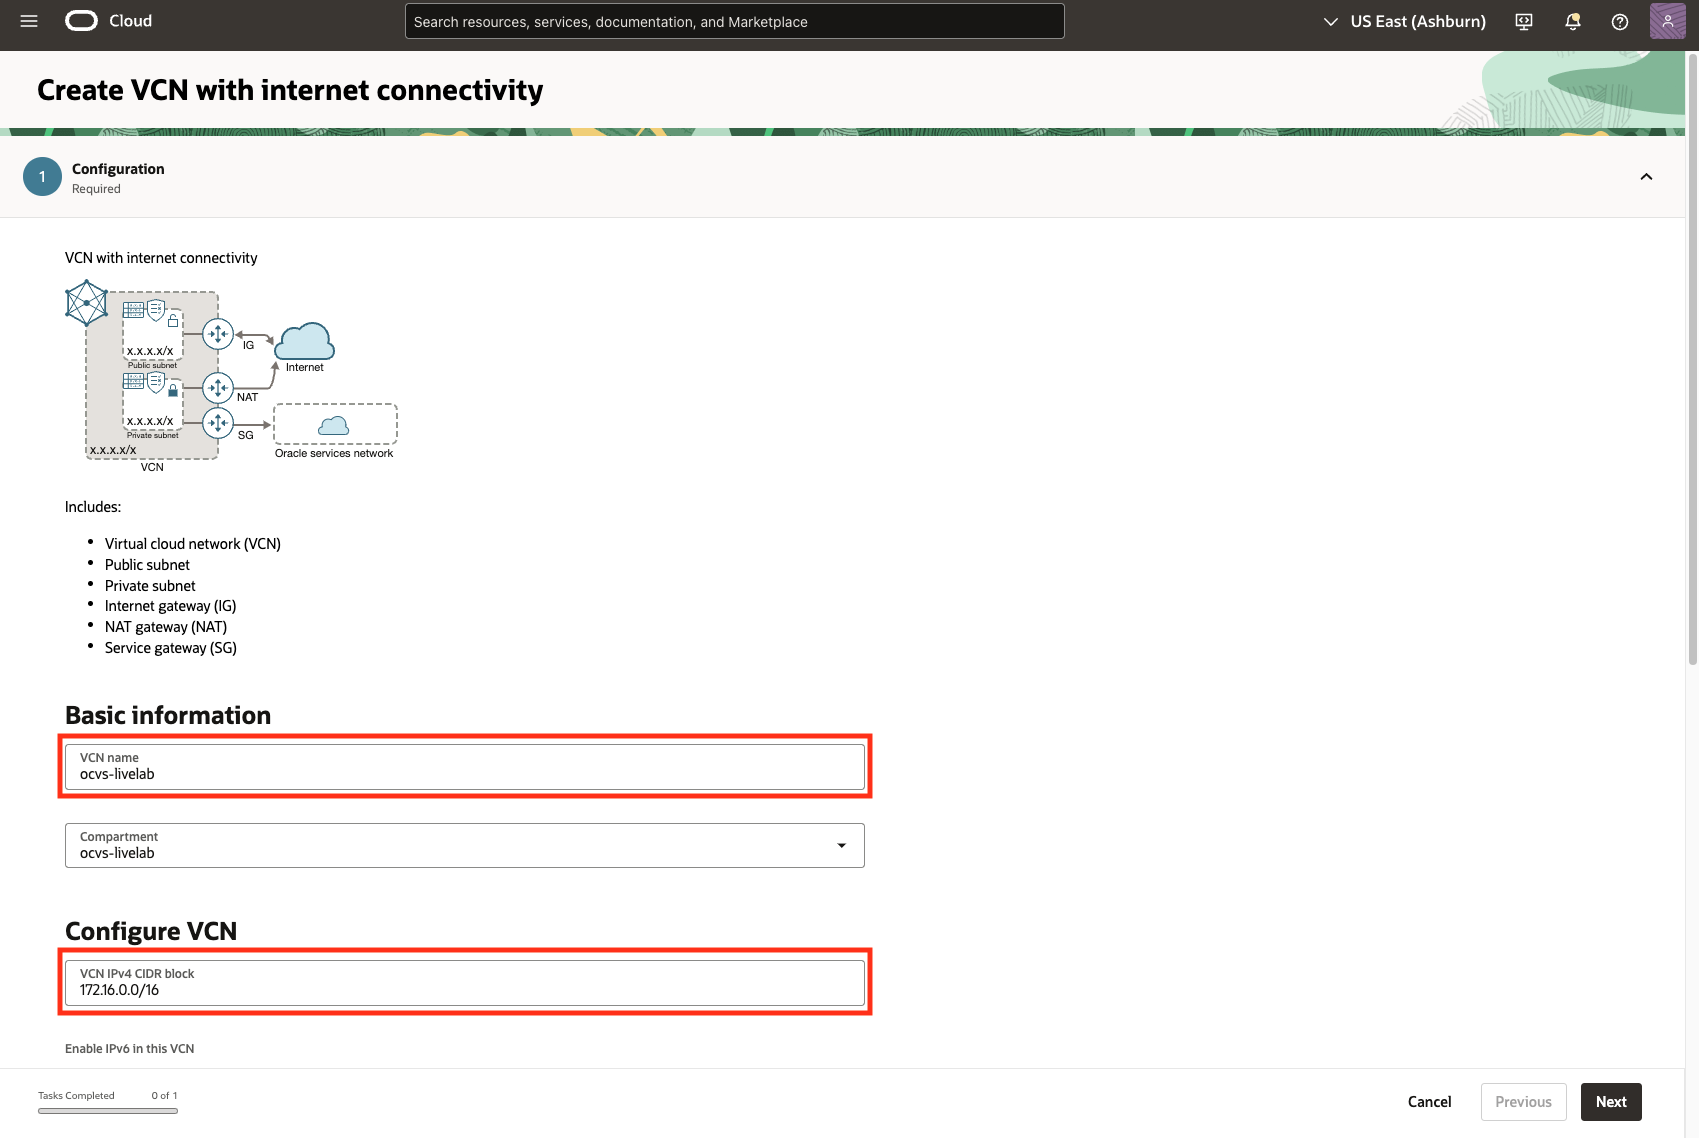 Cloud
Search resources, services, documentation, and Marketplace
US East (Ashburn)
Create VCN with internet connectivity
1
Configuration
Required
VCN with internet connectivity
x.x.x.x/x
Public subnet
IG
Internet
NAT
x.x.x.x/x
Private subnet
SG
x.x.x.x/x
VCN
Oracle services network
Includes:
• Virtual cloud network (VCN)
• Public subnet
• Private subnet
• Internet gateway (IG)
• NAT gateway (NAT)
• Service gateway (SG)
Basic information
VCN name
ocvs-livelab
Compartment
ocvs-livelab
Configure VCN
VCN IPv4 CIDR block
172.16.0.0/16
Enable IPv6 in this VCN
Tasks Completed 0 of 1
Cancel Previous Next